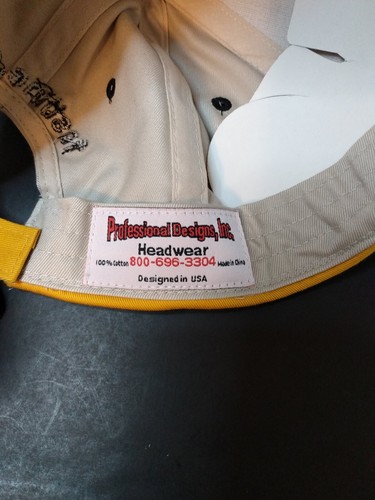 Professional Designs, Inc.
Headwear
100% Cotton 800-696-3304 Made in China
Designed in USA